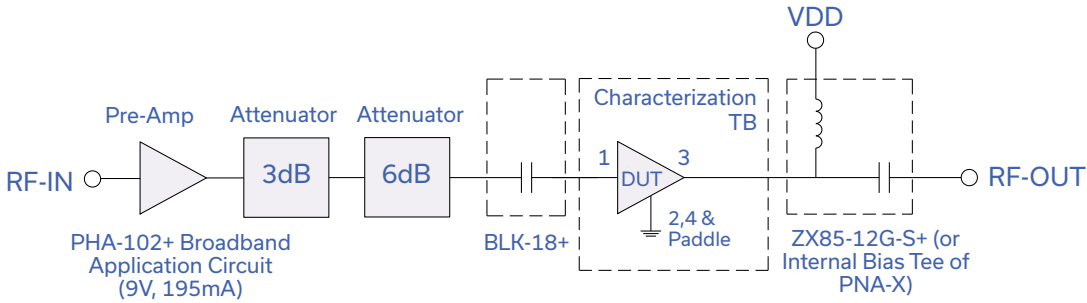 VDD
Pre-Amp
Attenuator
Attenuator
Characterization
TB
RF-IN
3dB
6dB
1
DUT
3
RF-OUT
2,4 &
Paddle
PHA-102+ Broadband
Application Circuit
(9V, 195mA)
BLK-18+
ZX85-12G-S+ (or
Internal Bias Tee of
PNA-X)